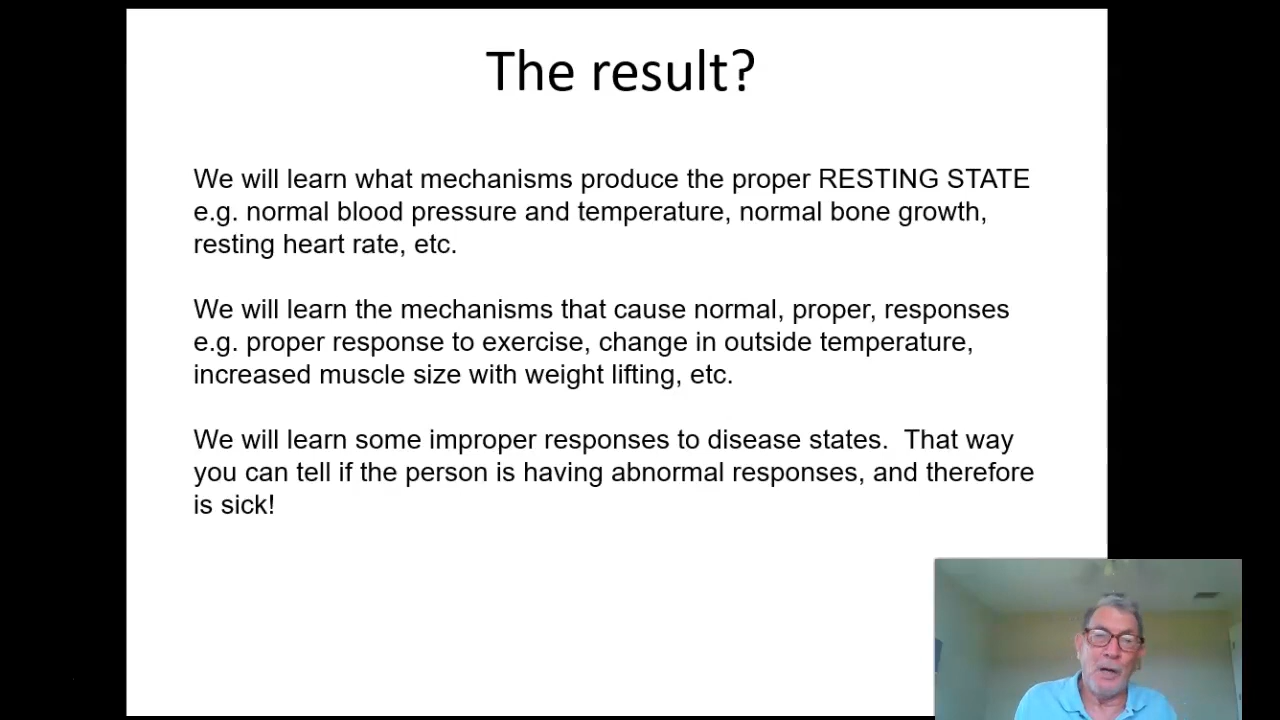 The result?
We will learn what mechanisms produce the proper RESTING STATE
e.g. normal blood pressure and temperature, normal bone growth,
resting heart rate, etc.
We will learn the mechanisms that cause normal, proper, responses
e.g. proper response to exercise, change in outside temperature,
increased muscle size with weight lifting, etc.
We will learn some improper responses to disease states.  That way
you can tell if the person is having abnormal responses, and therefore
is sick!